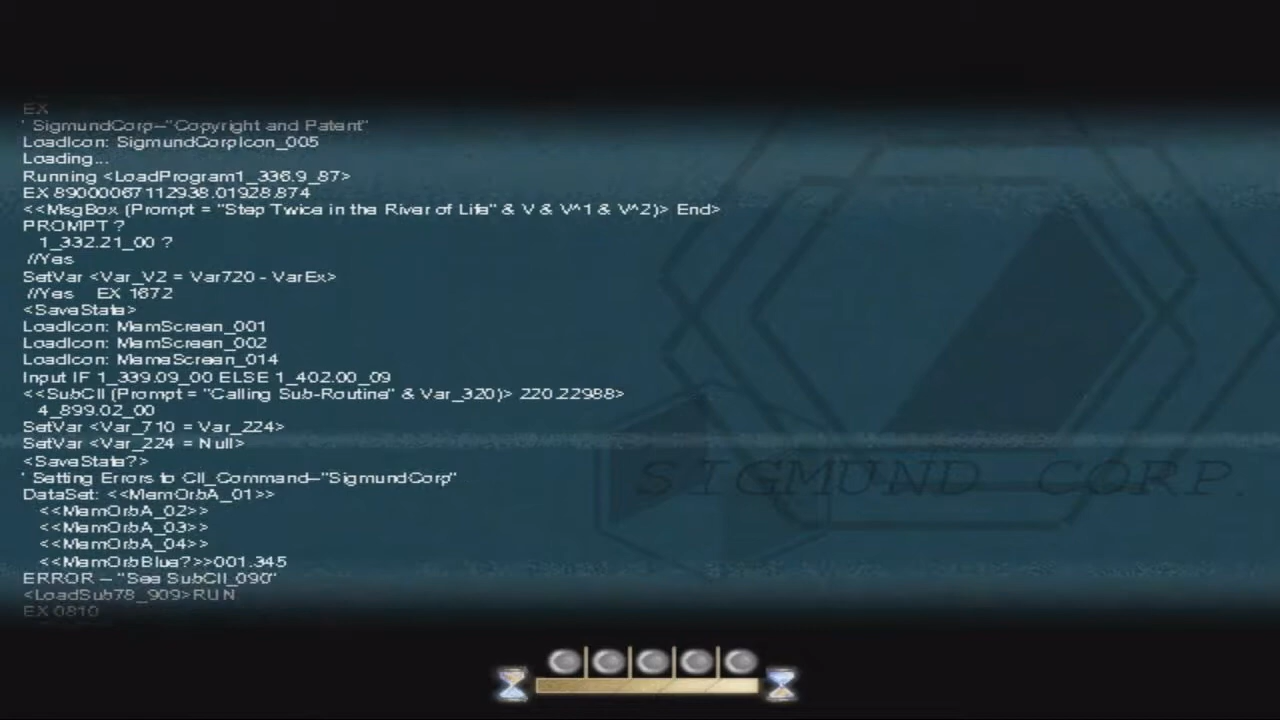 EX
' SigmundCorp--"Copyright and Patent"
LoadIcon: SigmundCorpIcon_005
Loading...
Running <LoadProgram1_336.9_87>
EX 89000067112938.01928.874
<<MsgBox (Prompt = "Step Twice in the River of Life" & V & V^1 & V^2)> End>
PROMPT ?
1_332.21_00 ?
//Yes
SetVar <Var_V2 = Var720 - VarEx>
//Yes EX 1672
<SaveState>
LoadIcon: MemScreen_001
LoadIcon: MemScreen_002
LoadIcon: MemeScreen_014
Input IF 1_339.09_00 ELSE 1_402.00_09
<<SubCll (Prompt = "Calling Sub-Routine" & Var_320)> 220.22988>
4_899.02_00
SetVar <Var_710 = Var_224>
SetVar <Var_224 = Null>
<SaveState?>
' Setting Errors to Cll_Command--"SigmundCorp"
DataSet: <<MemOrbA_01>>
<<MemOrbA_02>>
<<MemOrbA_03>>
<<MemOrbA_04>>
<<MemOrbBlue?>>001.345
ERROR -- "See SubCll_090"
<LoadSub78_909>RUN
EX 0810
SIGMUND CORP.